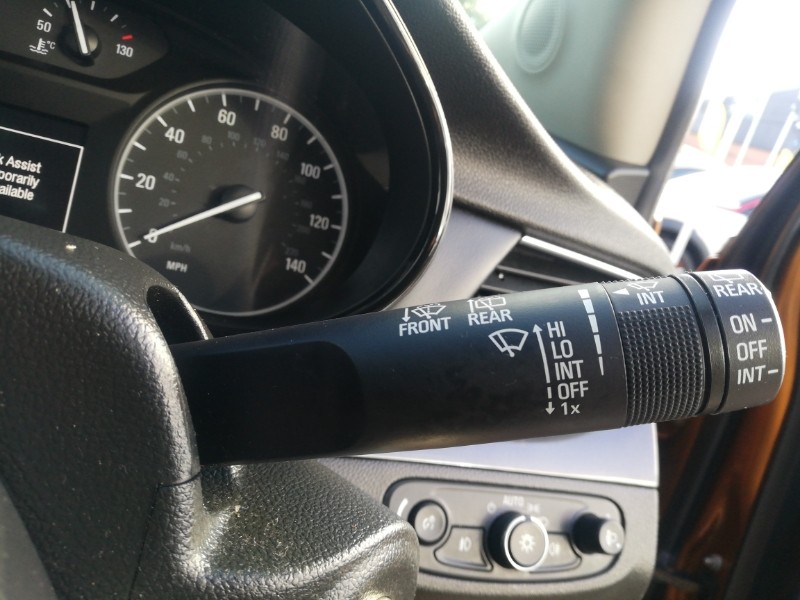 50
°C
130
k Assist
porarily
ailable
0
20
40
60
80
100
120
140
km/h
MPH
FRONT
REAR
HI
LO
INT
OFF
1x
INT
REAR
ON
OFF
INT
AUTO